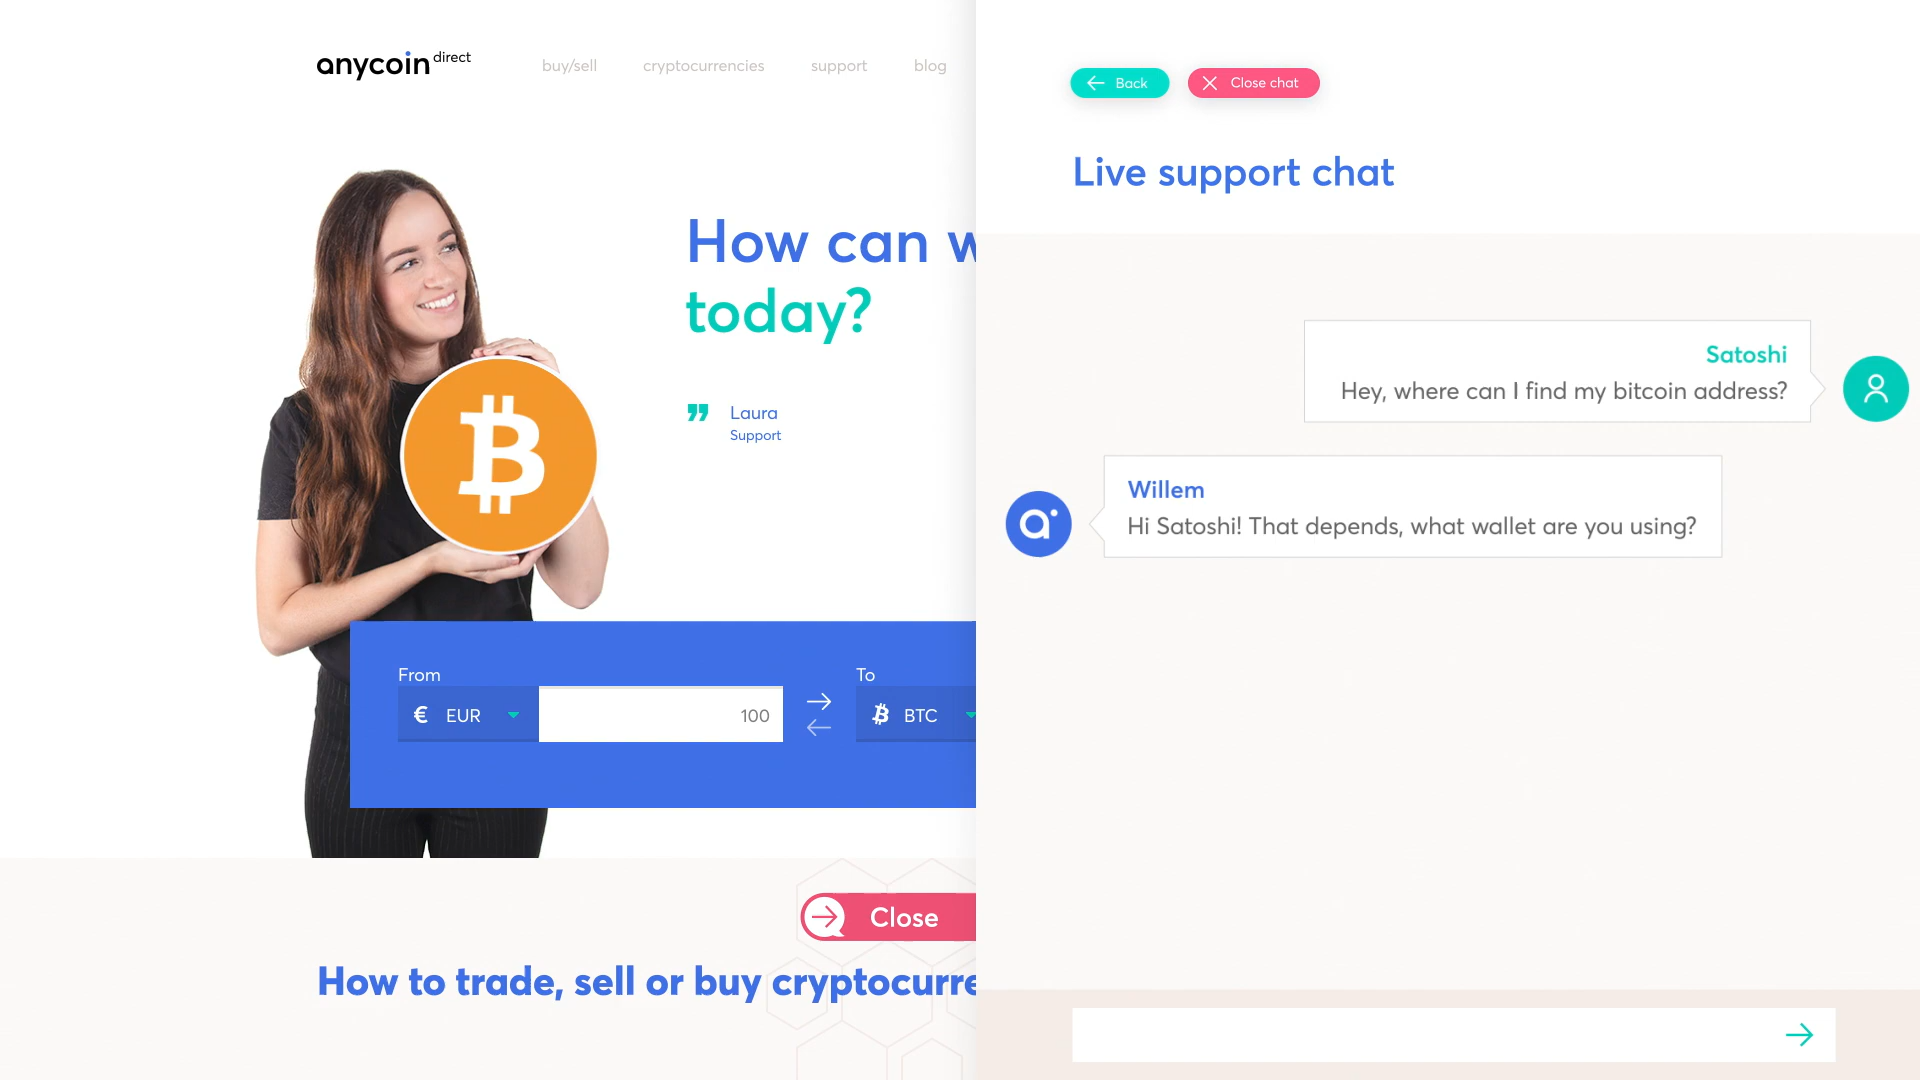 anycoin direct
buy/sell
cryptocurrencies
support
blog
How can
today?
Laura
Support
From
€ EUR
100
To
BTC
Close
How to trade, sell or buy cryptocurre
Back
Close chat
Live support chat
Satoshi
Hey, where can I find my bitcoin address?
Willem
Hi Satoshi! That depends, what wallet are you using?